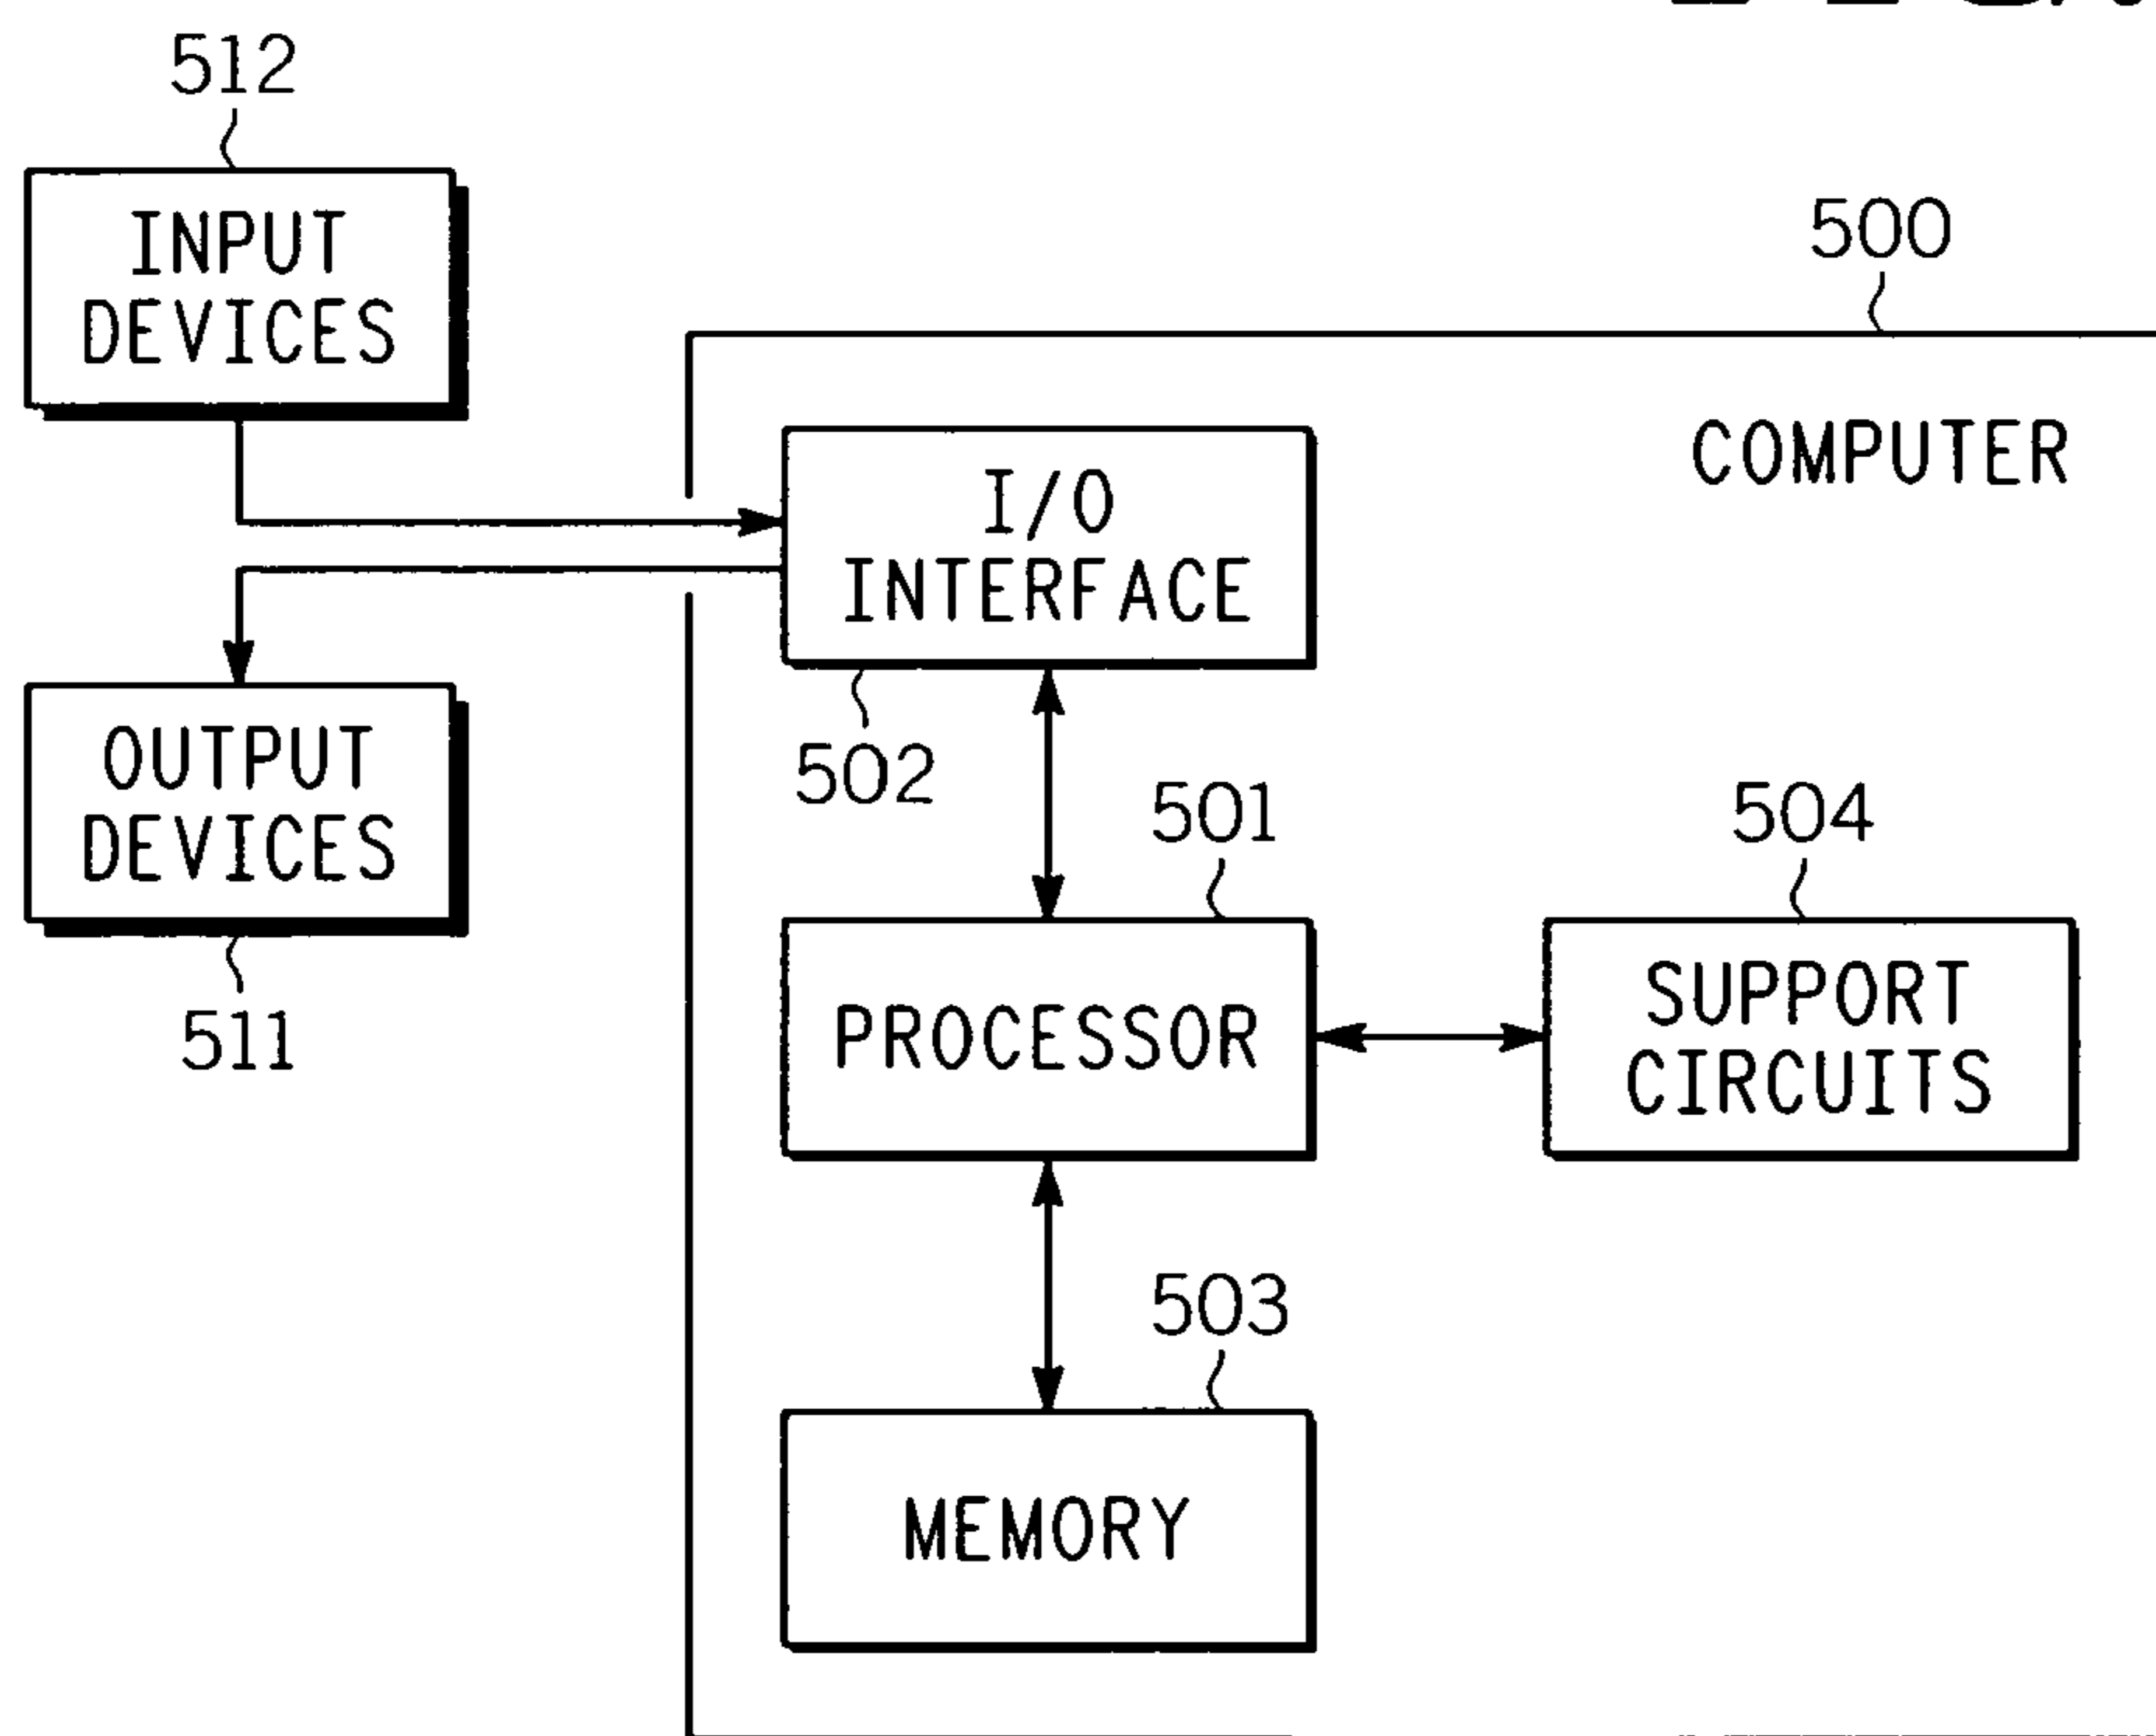 512
INPUT
DEVICES
500
COMPUTER
I/O
INTERFACE
502
OUTPUT
DEVICES
511
501
PROCESSOR
504
SUPPORT
CIRCUITS
503
MEMORY